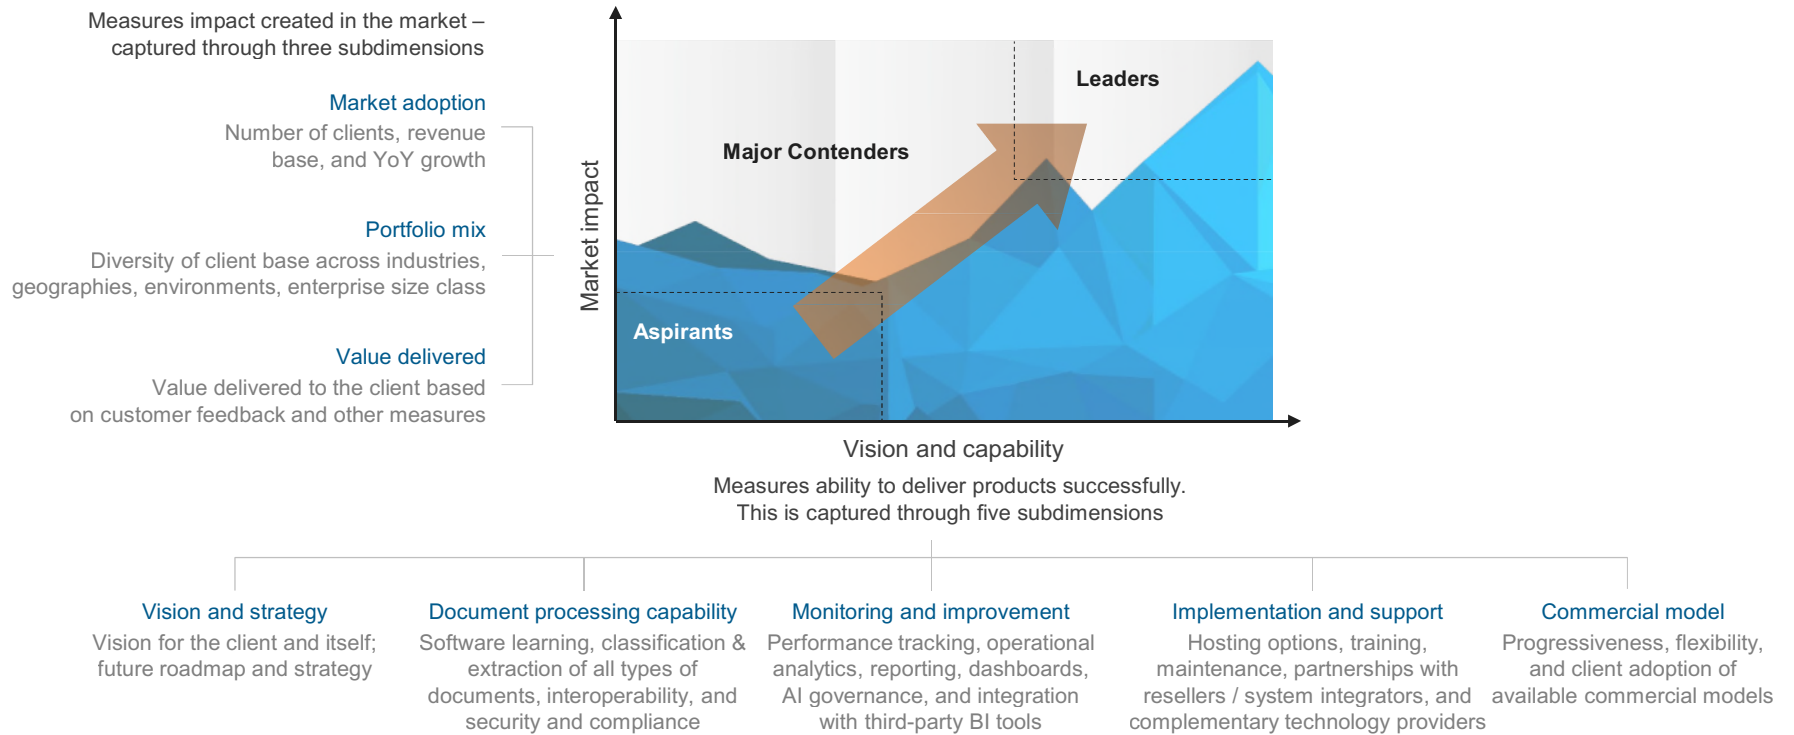 Measures impact created in the market –
captured through three subdimensions
Market adoption
Number of clients, revenue
base, and YoY growth
Portfolio mix
Diversity of client base across industries,
geographies, environments, enterprise size class
Value delivered
Value delivered to the client based
on customer feedback and other measures
Market impact
Leaders
Major Contenders
Aspirants
Vision and capability
Measures ability to deliver products successfully.
This is captured through five subdimensions
Vision and strategy
Vision for the client and itself;
future roadmap and strategy
Document processing capability
Software learning, classification &
extraction of all types of
documents, interoperability, and
security and compliance
Monitoring and improvement
Performance tracking, operational
analytics, reporting, dashboards,
AI governance, and integration
with third-party BI tools
Implementation and support
Hosting options, training,
maintenance, partnerships with
resellers / system integrators, and
complementary technology providers
Commercial model
Progressiveness, flexibility,
and client adoption of
available commercial models